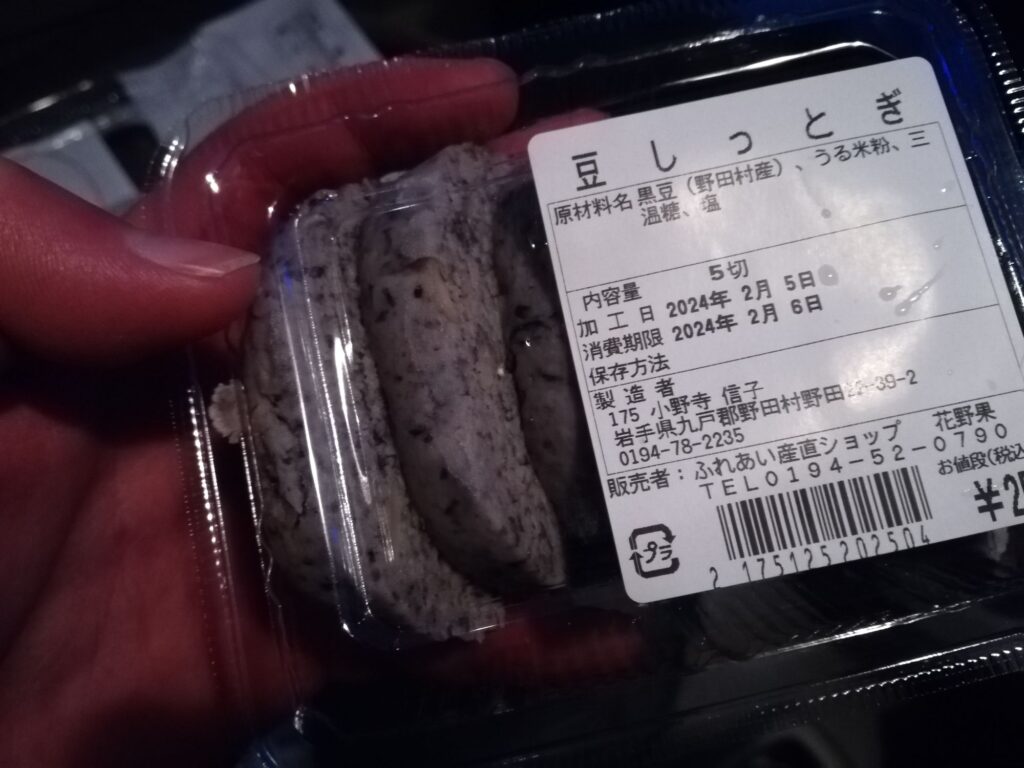 豆しっとぎ
原材料名 黒豆（野田村産）、うる米粉、三
温糖、塩
内容量 5切
加工日 2024年 2月 5日
消費期限 2024年 2月 6日
保存方法
製造者
175 小野寺 信子
岩手県九戸郡野田村野田
0194-78-2235
販売者：ふれあい産直ショップ 花野果
TEL0194-52-0790
お値段(税込
プラ
2 175125 202504